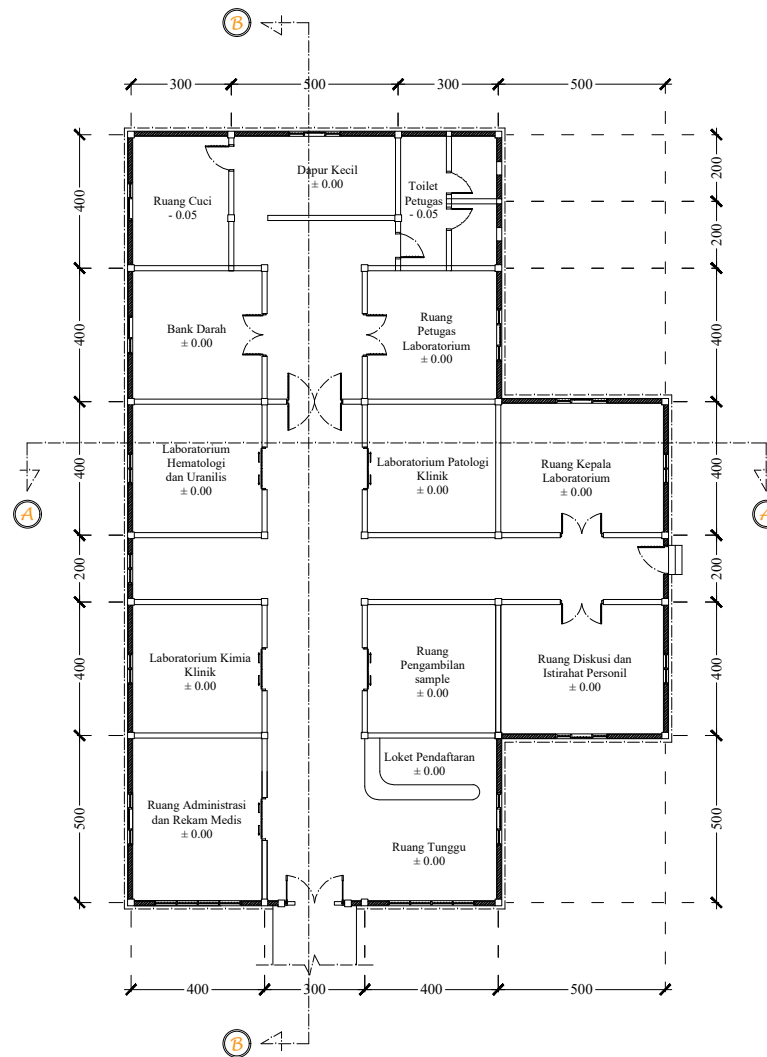 B
300
500
300
500
400
200
Ruang Cuci
- 0.05
Dapur Kecil
± 0.00
Toilet
Petugas
- 0.05
200
400
Bank Darah
± 0.00
Ruang
Petugas
Laboratorium
± 0.00
400
400
Laboratorium
Hematologi
dan Uranilis
± 0.00
Laboratorium Patologi
Klinik
± 0.00
Ruang Kepala
Laboratorium
± 0.00
400
A
A
200
200
400
Laboratorium Kimia
Klinik
± 0.00
Ruang
Pengambilan
sample
± 0.00
Ruang Diskusi dan
Istirahat Personil
± 0.00
400
500
Ruang Administrasi
dan Rekam Medis
± 0.00
Loket Pendaftaran
± 0.00
Ruang Tunggu
± 0.00
500
400
300
400
500
B